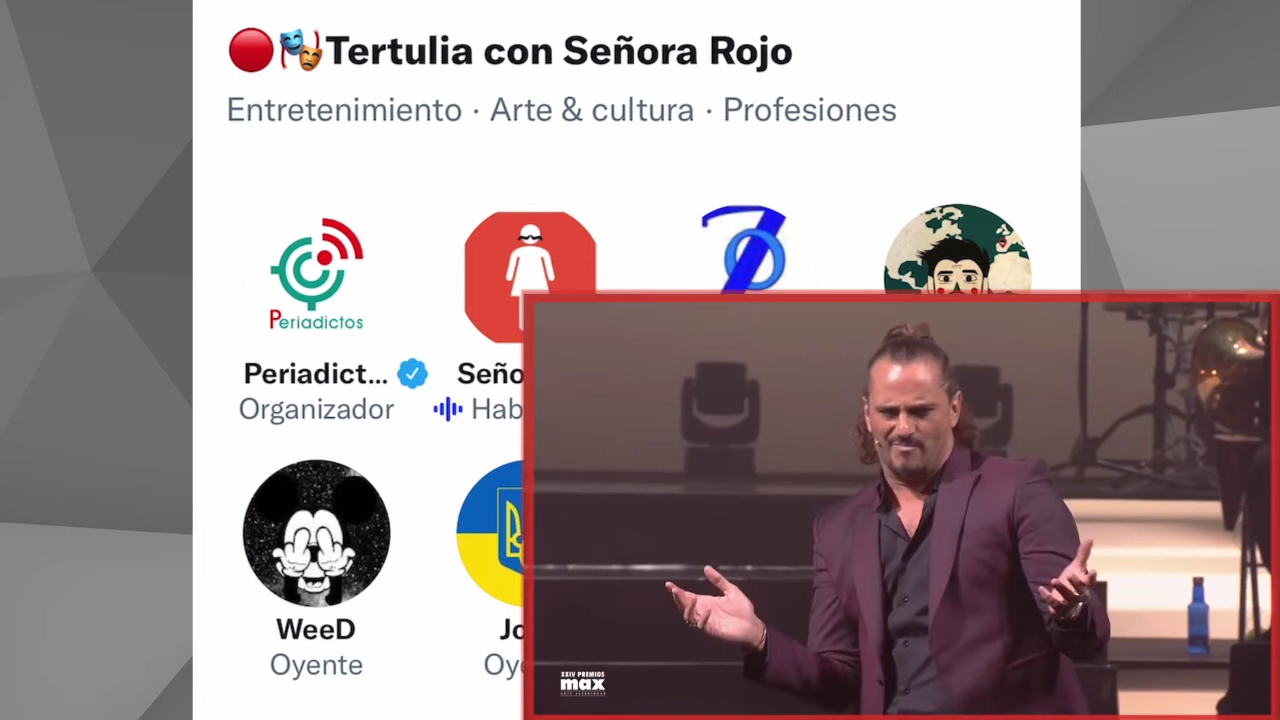 Tertulia con Señora Rojo
Entretenimiento · Arte & cultura · Profesiones
Periadictos
Periadict...
Seño
Organizador
Hab
WeeD
Jo
Oyente
Oye
XXIV PREMIOS
max